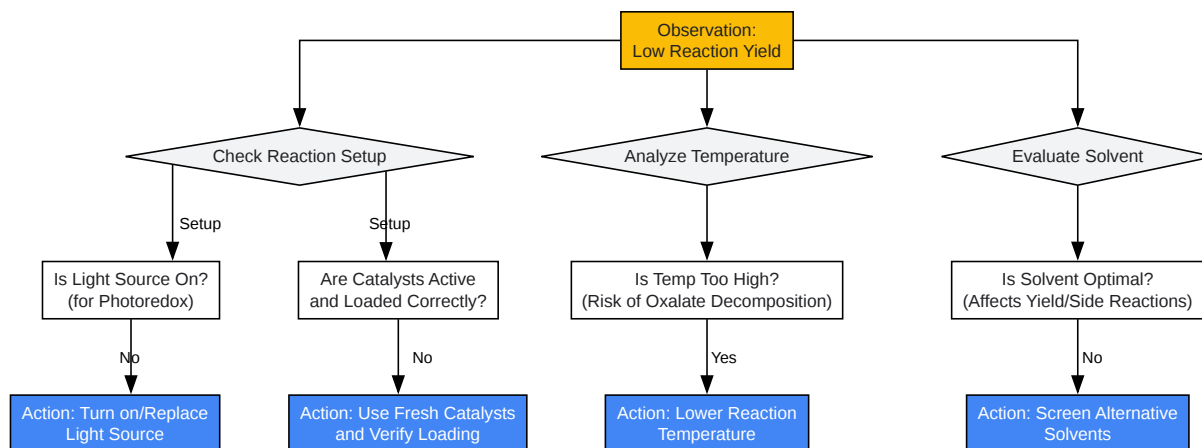 Observation:
Low Reaction Yield
Check Reaction Setup
Analyze Temperature
Evaluate Solvent
Setup
Setup
Is Light Source On?
(for Photoredox)
Are Catalysts Active
and Loaded Correctly?
Is Temp Too High?
(Risk of Oxalate Decomposition)
Is Solvent Optimal?
(Affects Yield/Side Reactions)
No
No
Yes
No
Action: Turn on/Replace
Light Source
Action: Use Fresh Catalysts
and Verify Loading
Action: Lower Reaction
Temperature
Action: Screen Alternative
Solvents